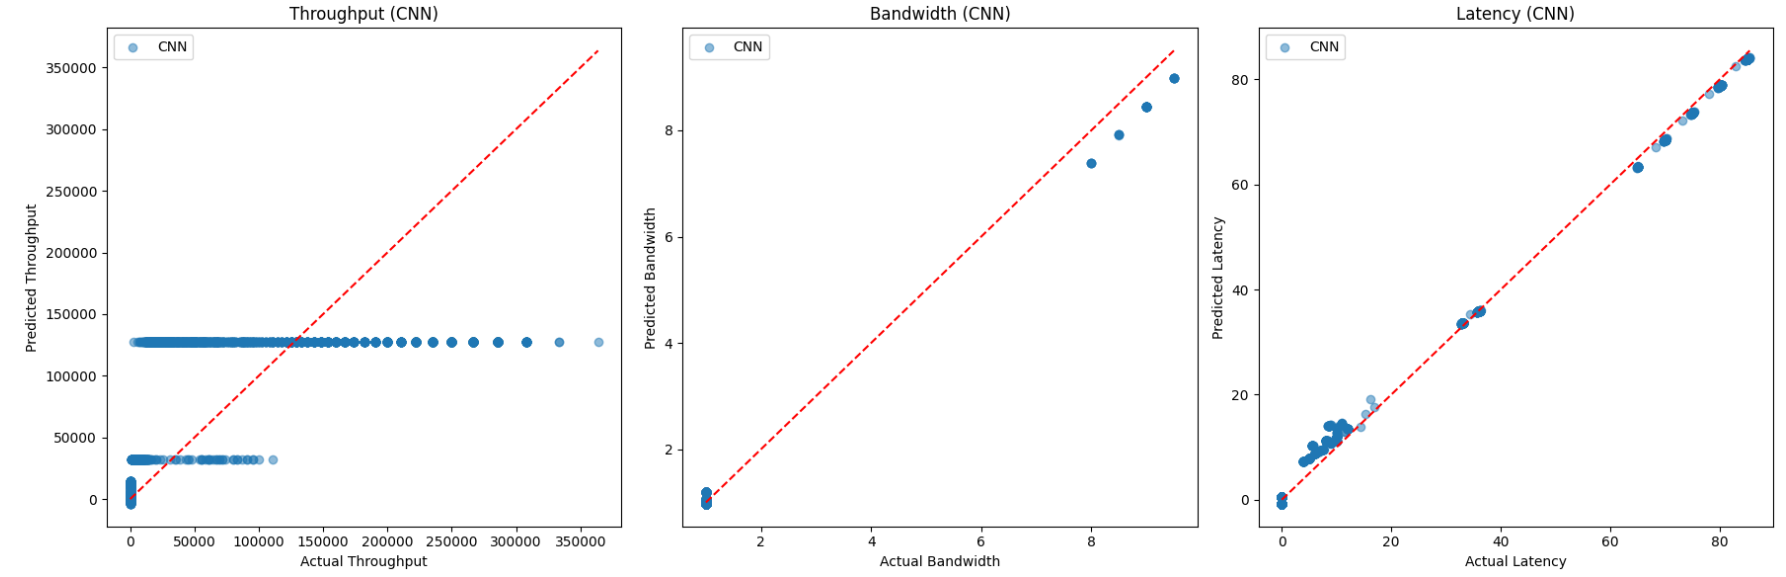 Throughput (CNN)
CNN
350000
300000
250000
200000
150000
100000
50000
0
Predicted Throughput
0 50000 100000 150000 200000 250000 300000 350000
Actual Throughput
Bandwidth (CNN)
CNN
8
6
4
2
Predicted Bandwidth
2 4 6 8
Actual Bandwidth
Latency (CNN)
CNN
80
60
40
20
0
Predicted Latency
0 20 40 60 80
Actual Latency